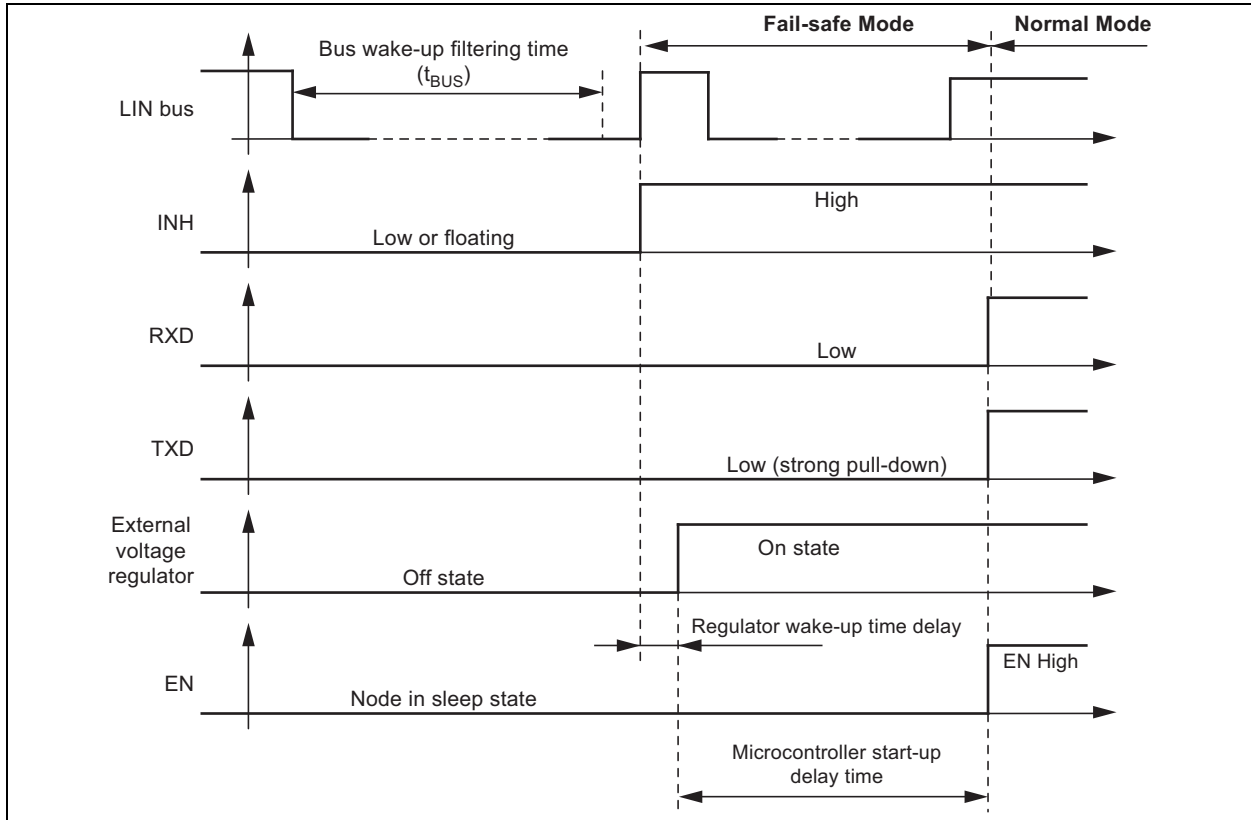 Fail-safe Mode
Normal Mode
Bus wake-up filtering time
(tBUS)
LIN bus
High
INH
Low or floating
RXD
Low
TXD
Low (strong pull-down)
External
voltage
regulator
On state
Off state
Regulator wake-up time delay
EN High
EN
Node in sleep state
Microcontroller start-up
delay time